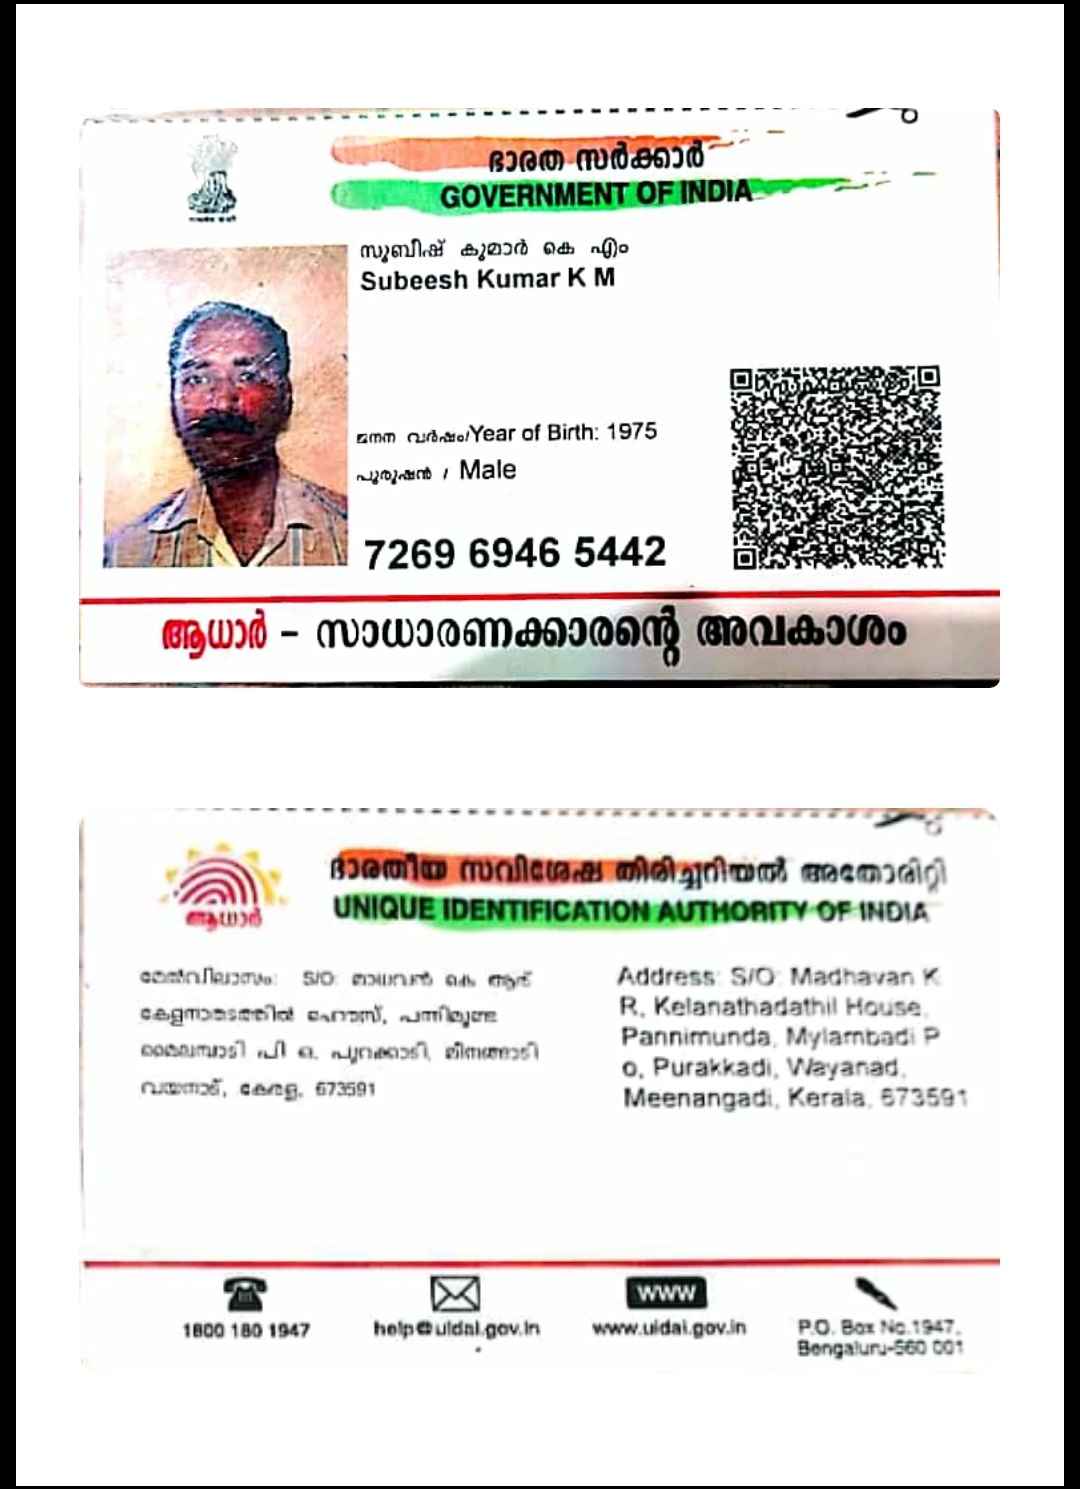 ഭാരത സർക്കാർ
GOVERNMENT OF INDIA
സുബീഷ് കുമാർ കെ എം
Subeesh Kumar K M
ജനന വർഷം/Year of Birth: 1975
പുരുഷൻ / Male
7269 6946 5442
ആധാർ - സാധാരണക്കാരന്റെ അവകാശം
ഭാരതീയ സവിശേഷ തിരിച്ചറിയൽ അതോരിറ്റി
ആധാർ
UNIQUE IDENTIFICATION AUTHORITY OF INDIA
മേൽവിലാസം: S/O: മാധവൻ കെ ആർ
കേളനാതടത്തിൽ ഹൌസ്, പന്നിമുണ്ട
മൈലമ്പാടി പി ഒ, പുറക്കാടി, മീനങ്ങാടി
വയനാട്, കേരള, 673591
Address: S/O: Madhavan K
R, Kelanathadathil House,
Pannimunda, Mylambadi P
o, Purakkadi, Wayanad,
Meenangadi, Kerala, 673591
1800 180 1947
help@uidai.gov.in
www
www.uidai.gov.in
P.O. Box No.1947,
Bengaluru-560 001